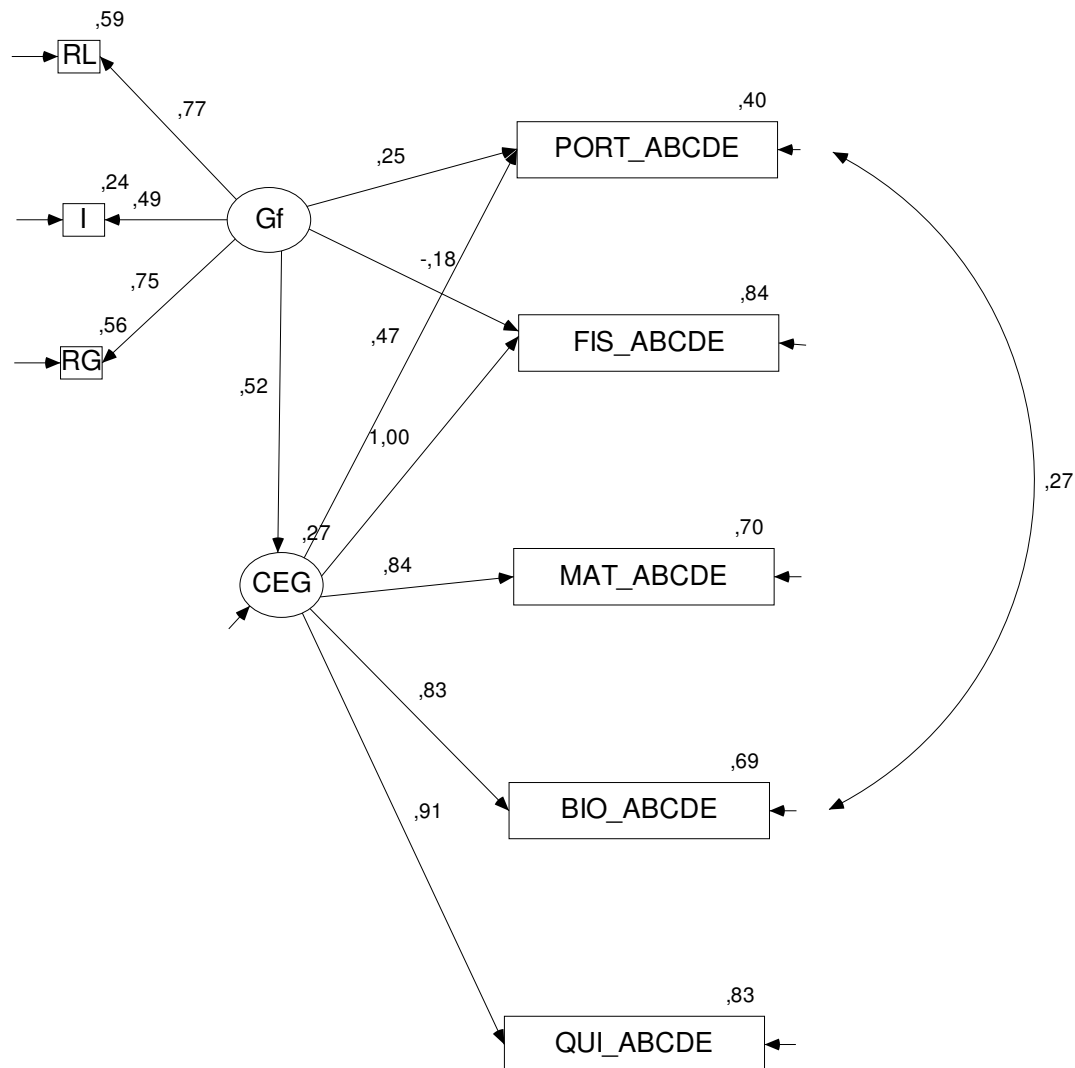 ,59
RL
,77
,40
PORT_ABCDE
,25
,24
,49
I
Gf
-,18
,75
,84
,56
RG
FIS_ABCDE
,47
,52
1,00
,27
,27
,70
CEG
,84
MAT_ABCDE
,83
,69
BIO_ABCDE
,91
,83
QUI_ABCDE